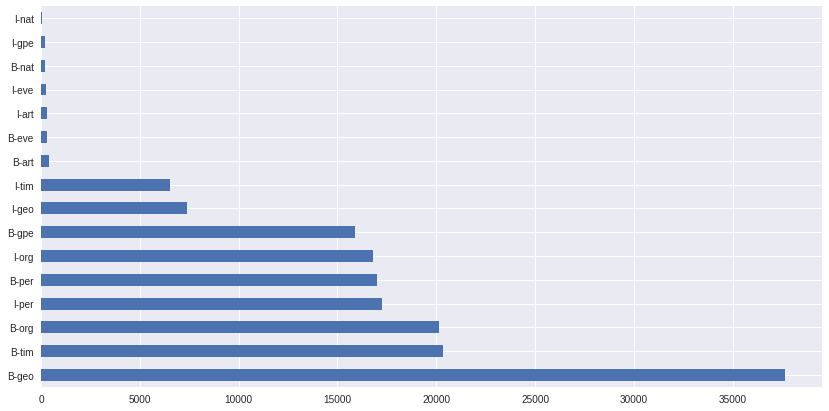 I-nat
I-gpe
B-nat
I-eve
I-art
B-eve
B-art
I-tim
I-geo
B-gpe
I-org
B-per
I-per
B-org
B-tim
B-geo
0 5000 10000 15000 20000 25000 30000 35000